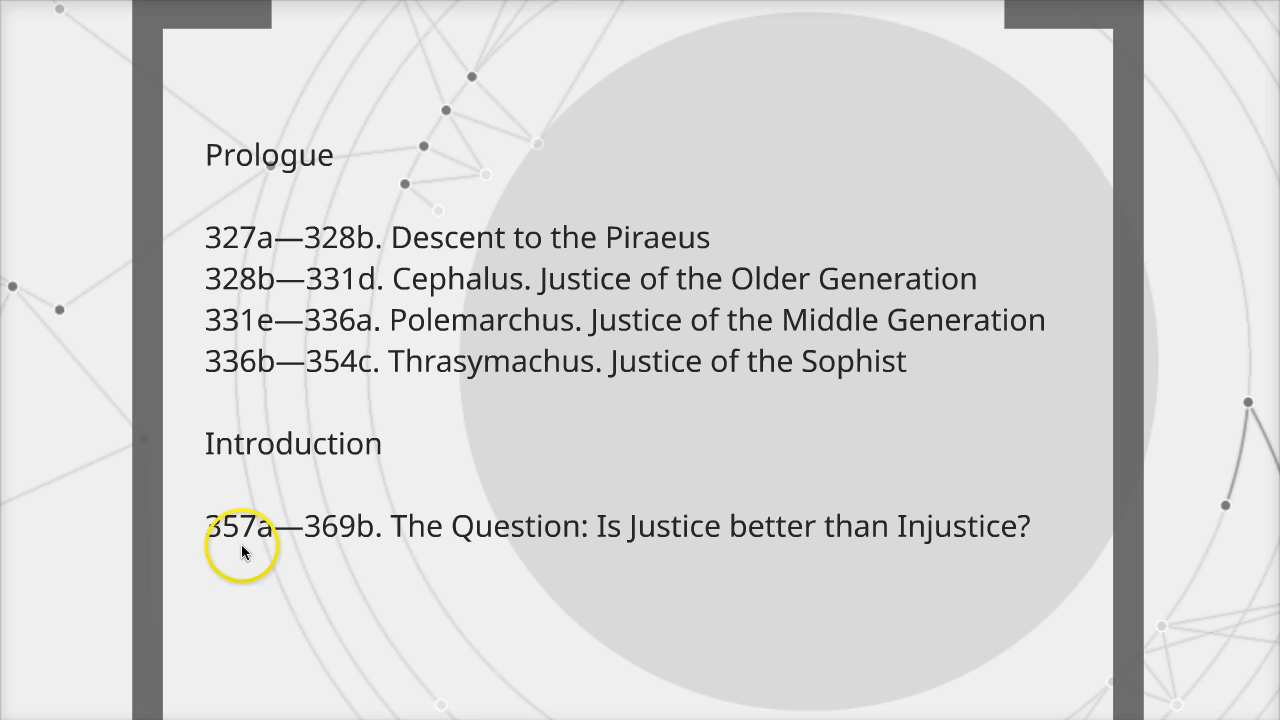 Prologue
327a—328b. Descent to the Piraeus
328b—331d. Cephalus. Justice of the Older Generation
331e—336a. Polemarchus. Justice of the Middle Generation
336b—354c. Thrasymachus. Justice of the Sophist
Introduction
357a—369b. The Question: Is Justice better than Injustice?